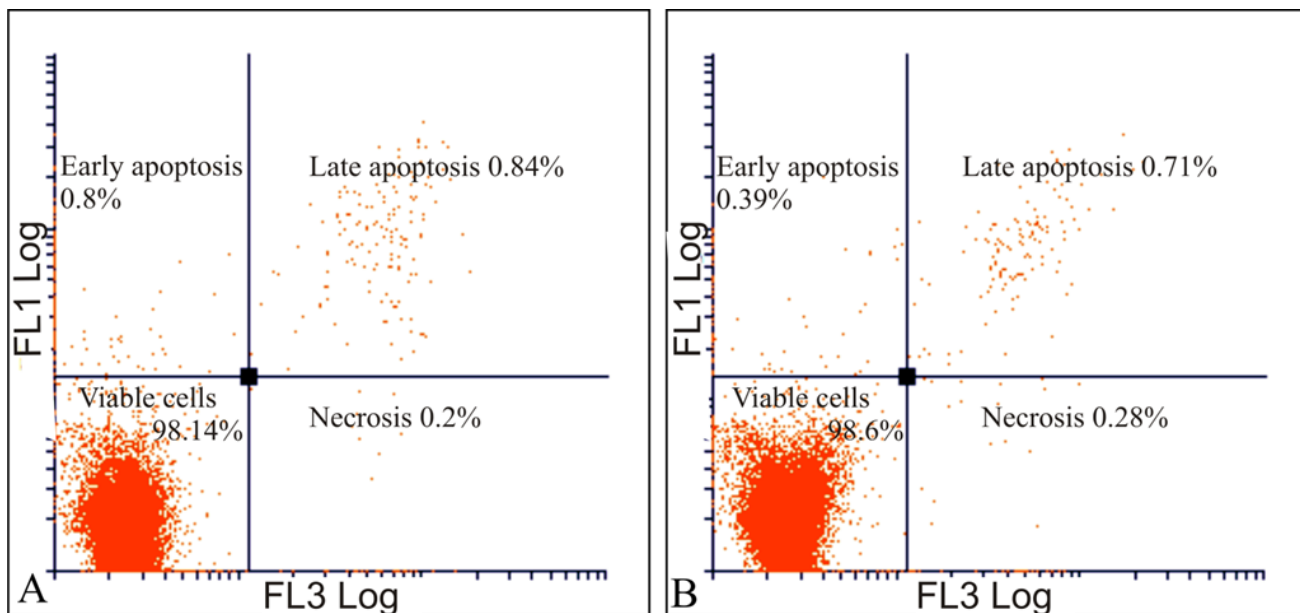 Early apoptosis
0.8%
Late apoptosis 0.84%
FL1 Log
Viable cells
98.14%
Necrosis 0.2%
A
FL3 Log
Early apoptosis
0.39%
Late apoptosis 0.71%
FL1 Log
Viable cells
98.6%
Necrosis 0.28%
B
FL3 Log